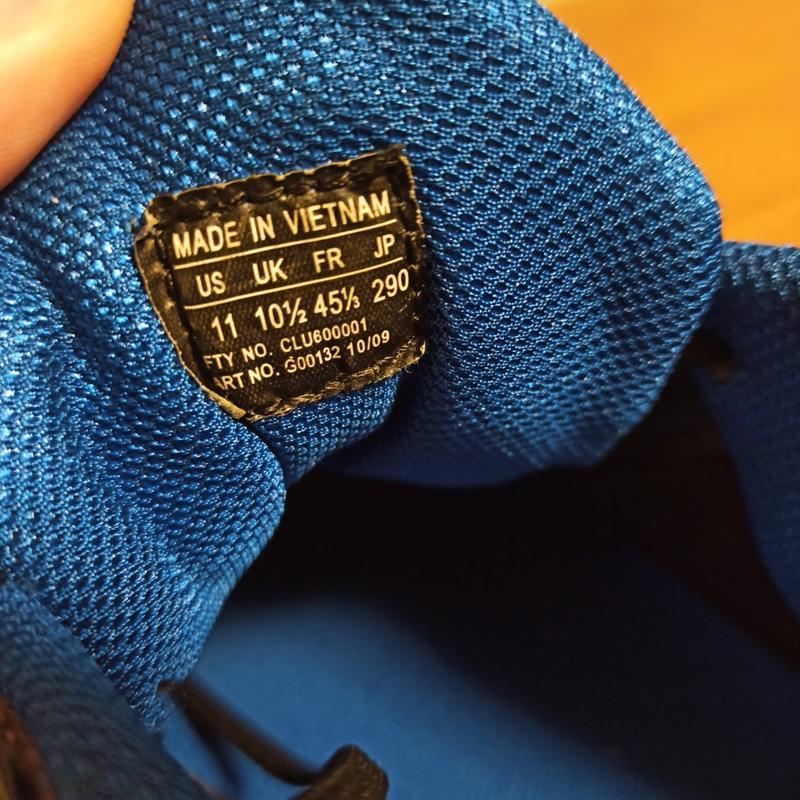 MADE IN VIETNAM
US UK FR JP
11 10½ 45⅓ 290
FTY NO. CLU600001
ART NO. G00132 10/09